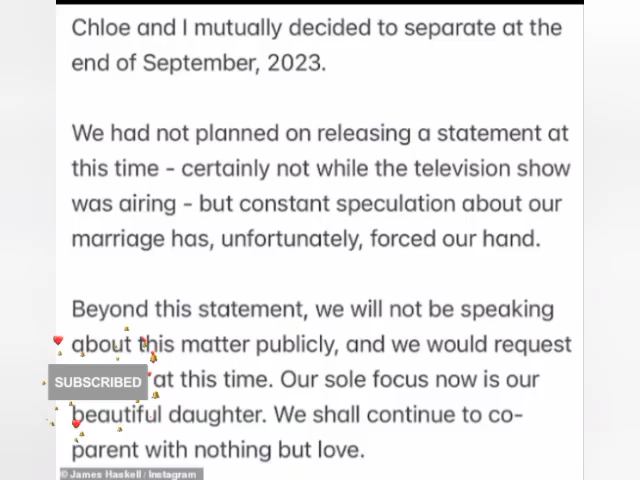 Chloe and I mutually decided to separate at the
end of September, 2023.
We had not planned on releasing a statement at
this time - certainly not while the television show
was airing - but constant speculation about our
marriage has, unfortunately, forced our hand.
Beyond this statement, we will not be speaking
about this matter publicly, and we would request
SUBSCRIBED at this time. Our sole focus now is our
beautiful daughter. We shall continue to co-
parent with nothing but love.
© James Haskell / Instagram